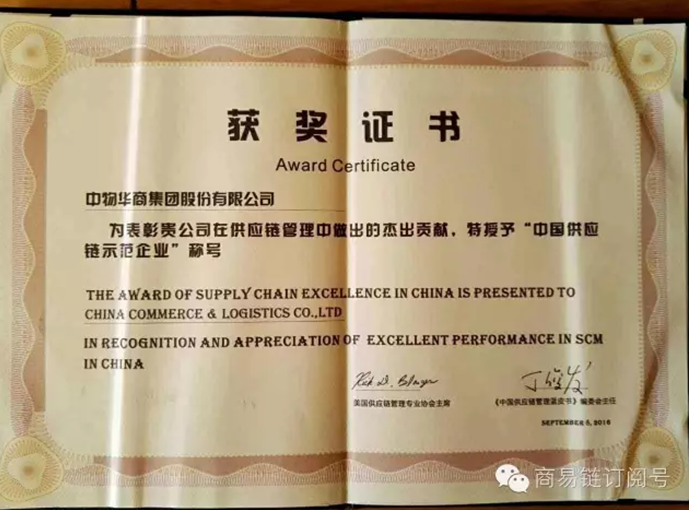 获奖证书
Award Certificate
中物华商集团股份有限公司
为表彰贵公司在供应链管理中做出的杰出贡献，特授予“中国供应
链示范企业”称号
THE AWARD OF SUPPLY CHAIN EXCELLENCE IN CHINA IS PRESENTED TO
CHINA COMMERCE & LOGISTICS CO.,LTD
IN RECOGNITION AND APPRECIATION OF EXCELLENT PERFORMANCE IN SCM
IN CHINA
丁俊发
美国供应链管理专业协会主席
《中国供应链管理蓝皮书》编委会主任
SEPTEMBER 6, 2016
商易链订阅号